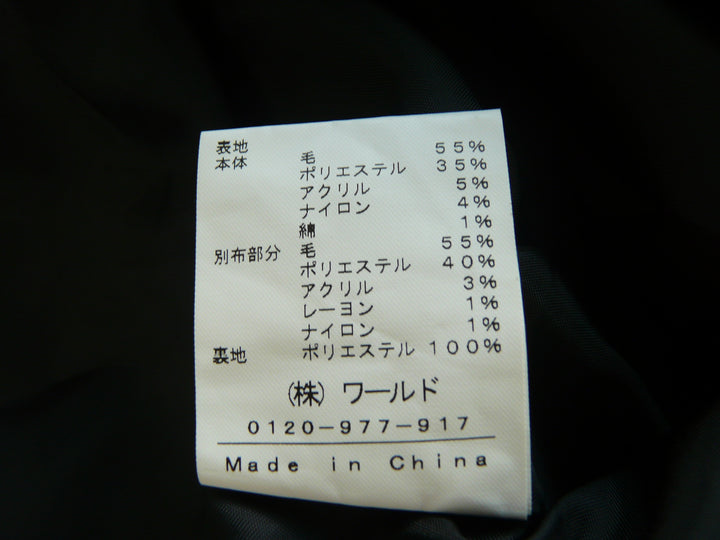 表地
本体 毛 55%
ポリエステル 35%
アクリル 5%
ナイロン 4%
綿 1%
別布部分 毛 55%
ポリエステル 40%
アクリル 3%
レーヨン 1%
ナイロン 1%
裏地 ポリエステル 100%
(株) ワールド
0120-977-917
Made in China